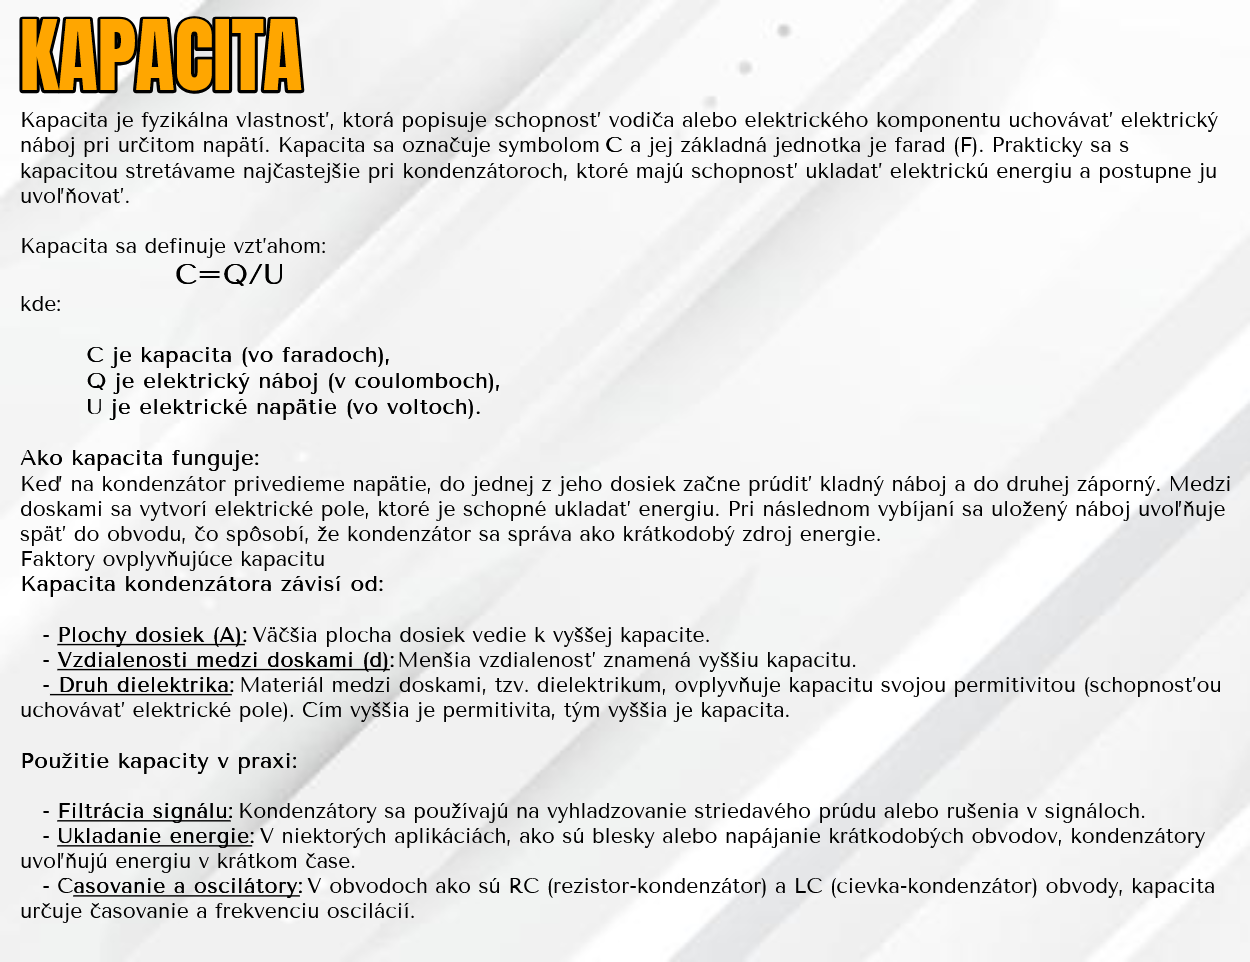 KAPACITA
Kapacita je fyzikálna vlastnosť, ktorá popisuje schopnosť vodiča alebo elektrického komponentu uchovávať elektrický
náboj pri určitom napätí. Kapacita sa označuje symbolom C a jej základná jednotka je farad (F). Prakticky sa s
kapacitou stretávame najčastejšie pri kondenzátoroch, ktoré majú schopnosť ukladať elektrickú energiu a postupne ju
uvoľňovať.
Kapacita sa definuje vzťahom:
C=Q/U
kde:
C je kapacita (vo faradoch),
Q je elektrický náboj (v coulomboch),
U je elektrické napätie (vo voltoch).
Ako kapacita funguje:
Keď na kondenzátor privedieme napätie, do jednej z jeho dosiek začne prúdiť kladný náboj a do druhej záporný. Medzi
doskami sa vytvorí elektrické pole, ktoré je schopné ukladať energiu. Pri následnom vybíjaní sa uložený náboj uvoľňuje
späť do obvodu, čo spôsobí, že kondenzátor sa správa ako krátkodobý zdroj energie.
Faktory ovplyvňujúce kapacitu
Kapacita kondenzátora závisí od:
- Plochy dosiek (A): Väčšia plocha dosiek vedie k vyššej kapacite.
- Vzdialenosti medzi doskami (d): Menšia vzdialenosť znamená vyššiu kapacitu.
- Druh dielektrika: Materiál medzi doskami, tzv. dielektrikum, ovplyvňuje kapacitu svojou permitivitou (schopnosťou
uchovávať elektrické pole). Cím vyššia je permitivita, tým vyššia je kapacita.
Použitie kapacity v praxi:
- Filtrácia signálu: Kondenzátory sa používajú na vyhladzovanie striedavého prúdu alebo rušenia v signáloch.
- Ukladanie energie: V niektorých aplikáciách, ako sú blesky alebo napájanie krátkodobých obvodov, kondenzátory
uvoľňujú energiu v krátkom čase.
- Casovanie a oscilátory: V obvodoch ako sú RC (rezistor-kondenzátor) a LC (cievka-kondenzátor) obvody, kapacita
určuje časovanie a frekvenciu oscilácií.